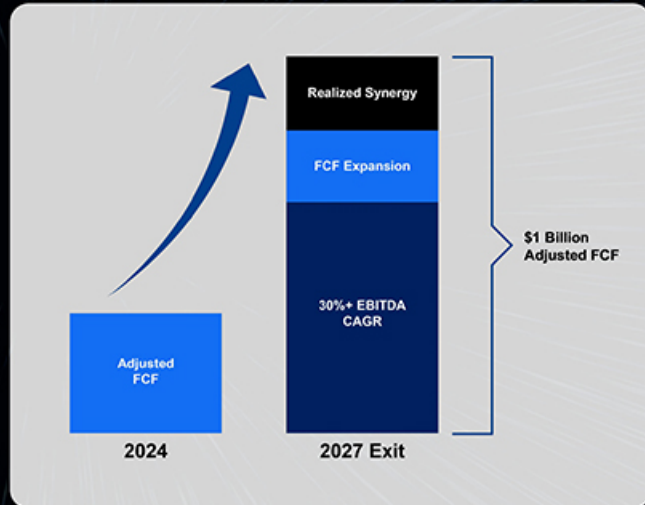 Realized Synergy
FCF Expansion
$1 Billion
Adjusted FCF
30%+ EBITDA
CAGR
Adjusted
FCF
2024
2027 Exit